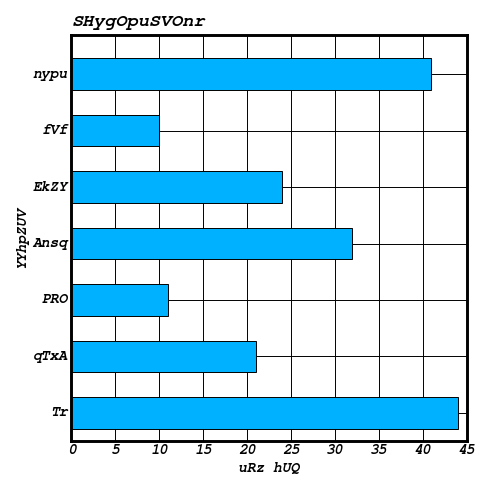 SHygOpuSVOnr
nypu
fVf
EkZY
Ansq
PRO
qTxA
Tr
YYhpZUV
0 5 10 15 20 25 30 35 40 45
uRz hUQ